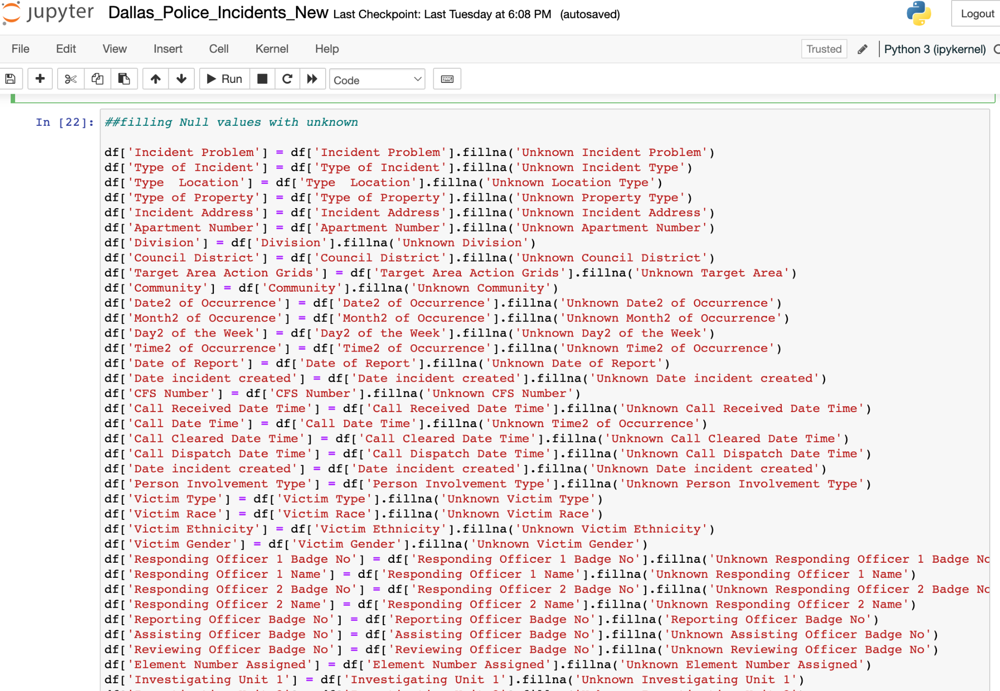 jupyter Dallas_Police_Incidents_New Last Checkpoint: Last Tuesday at 6:08 PM (autosaved) Logout
File Edit View Insert Cell Kernel Help Trusted Python 3 (ipykernel)
Run Code
In [22]: ##filling Null values with unknown
df['Incident Problem'] = df['Incident Problem'].fillna('Unknown Incident Problem')
df['Type of Incident'] = df['Type of Incident'].fillna('Unknown Incident Type')
df['Type  Location'] = df['Type  Location'].fillna('Unknown Location Type')
df['Type of Property'] = df['Type of Property'].fillna('Unknown Property Type')
df['Incident Address'] = df['Incident Address'].fillna('Unknown Incident Address')
df['Apartment Number'] = df['Apartment Number'].fillna('Unknown Apartment Number')
df['Division'] = df['Division'].fillna('Unknown Division')
df['Council District'] = df['Council District'].fillna('Unknown Council District')
df['Target Area Action Grids'] = df['Target Area Action Grids'].fillna('Unknown Target Area')
df['Community'] = df['Community'].fillna('Unknown Community')
df['Date2 of Occurrence'] = df['Date2 of Occurrence'].fillna('Unknown Date2 of Occurrence')
df['Month2 of Occurence'] = df['Month2 of Occurence'].fillna('Unknown Month2 of Occurrence')
df['Day2 of the Week'] = df['Day2 of the Week'].fillna('Unknown Day2 of the Week')
df['Time2 of Occurrence'] = df['Time2 of Occurrence'].fillna('Unknown Time2 of Occurrence')
df['Date of Report'] = df['Date of Report'].fillna('Unknown Date of Report')
df['Date incident created'] = df['Date incident created'].fillna('Unknown Date incident created')
df['CFS Number'] = df['CFS Number'].fillna('Unknown CFS Number')
df['Call Received Date Time'] = df['Call Received Date Time'].fillna('Unknown Call Received Date Time')
df['Call Date Time'] = df['Call Date Time'].fillna('Unknown Time2 of Occurrence')
df['Call Cleared Date Time'] = df['Call Cleared Date Time'].fillna('Unknown Call Cleared Date Time')
df['Call Dispatch Date Time'] = df['Call Dispatch Date Time'].fillna('Unknown Call Dispatch Date Time')
df['Date incident created'] = df['Date incident created'].fillna('Unknown Date incident created')
df['Person Involvement Type'] = df['Person Involvement Type'].fillna('Unknown Person Involvement Type')
df['Victim Type'] = df['Victim Type'].fillna('Unknown Victim Type')
df['Victim Race'] = df['Victim Race'].fillna('Unknown Victim Race')
df['Victim Ethnicity'] = df['Victim Ethnicity'].fillna('Unknown Victim Ethnicity')
df['Victim Gender'] = df['Victim Gender'].fillna('Unknown Victim Gender')
df['Responding Officer 1 Badge No'] = df['Responding Officer 1 Badge No'].fillna('Unknown Responding Officer 1 Badge No
df['Responding Officer 1 Name'] = df['Responding Officer 1 Name'].fillna('Unknown Responding Officer 1 Name')
df['Responding Officer 2 Badge No'] = df['Responding Officer 2 Badge No'].fillna('Unknown Responding Officer 2 Badge No
df['Responding Officer 2 Name'] = df['Responding Officer 2 Name'].fillna('Unknown Responding Officer 2 Name')
df['Reporting Officer Badge No'] = df['Reporting Officer Badge No'].fillna('Reporting Officer Badge No')
df['Assisting Officer Badge No'] = df['Assisting Officer Badge No'].fillna('Unknown Assisting Officer Badge No')
df['Reviewing Officer Badge No'] = df['Reviewing Officer Badge No'].fillna('Unknown Reviewing Officer Badge No')
df['Element Number Assigned'] = df['Element Number Assigned'].fillna('Unknown Element Number Assigned')
df['Investigating Unit 1'] = df['Investigating Unit 1'].fillna('Unknown Investigating Unit 1')